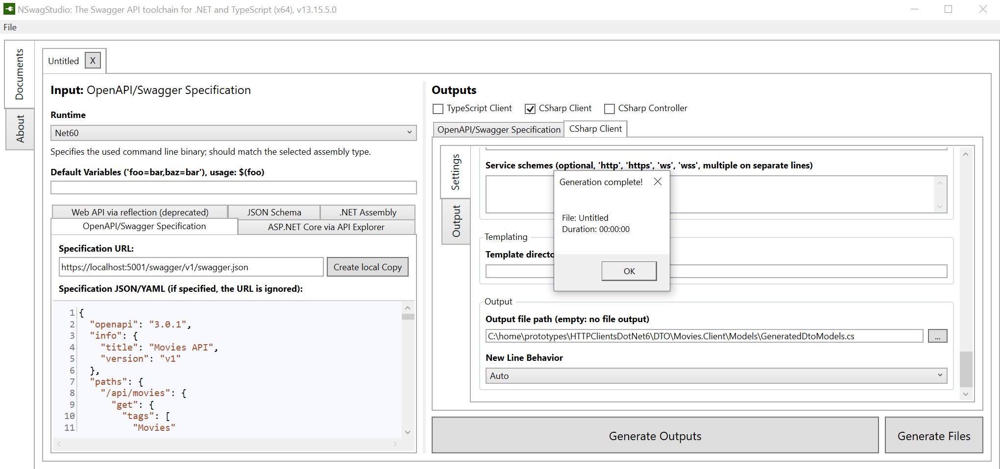 NSwagStudio: The Swagger API toolchain for .NET and TypeScript (x64), v13.15.5.0
File
Documents
About
Untitled X
Input: OpenAPI/Swagger Specification
Runtime
Net60
Specifies the used command line binary; should match the selected assembly type.
Default Variables ('foo=bar,baz=bar'), usage: $(foo)
Web API via reflection (deprecated) JSON Schema .NET Assembly
OpenAPI/Swagger Specification ASP.NET Core via API Explorer
Specification URL:
https://localhost:5001/swagger/v1/swagger.json Create local Copy
Specification JSON/YAML (if specified, the URL is ignored):
1 {
2 "openapi": "3.0.1",
3 "info": {
4 "title": "Movies API",
5 "version": "v1"
6 },
7 "paths": {
8 "/api/movies": {
9 "get": {
10 "tags": [
11 "Movies"
Outputs
TypeScript Client CSharp Client CSharp Controller
OpenAPI/Swagger Specification CSharp Client
Settings
Output
Service schemes (optional, 'http', 'https', 'ws', 'wss', multiple on separate lines)
Generation complete!
File: Untitled
Duration: 00:00:00
OK
Templating
Template directo
Output
Output file path (empty: no file output)
C:\home\prototypes\HTTPClientsDotNet6\DTO\Movies.Client\Models\GeneratedDtoModels.cs ...
New Line Behavior
Auto
Generate Outputs Generate Files